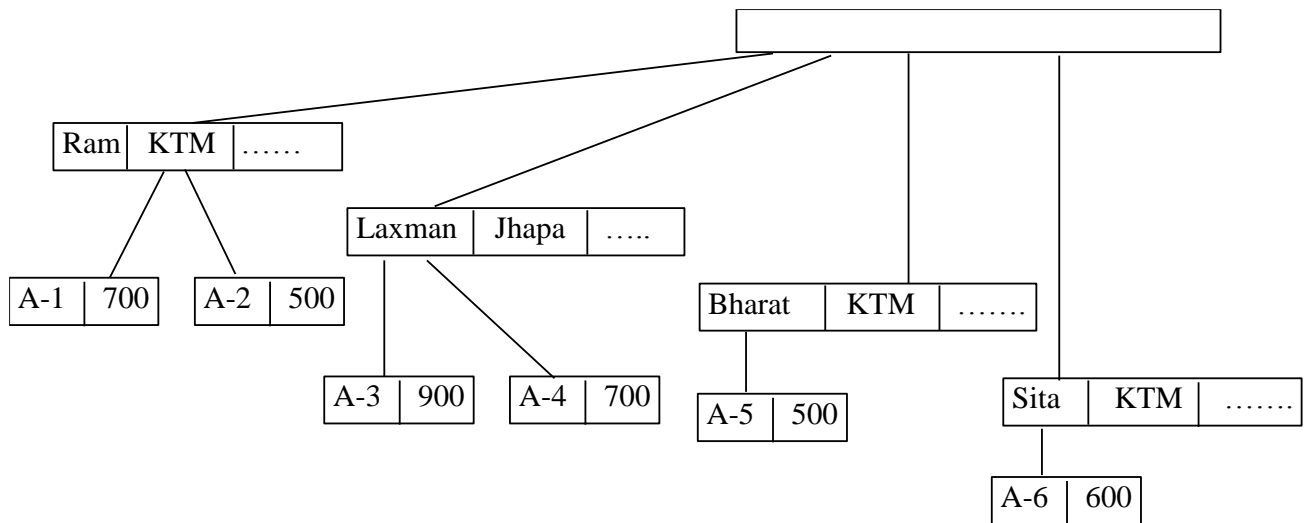 Ram KTM ……
Laxman Jhapa …..
A-1 700
A-2 500
Bharat KTM …….
A-3 900
A-4 700
A-5 500
Sita KTM …….
A-6 600